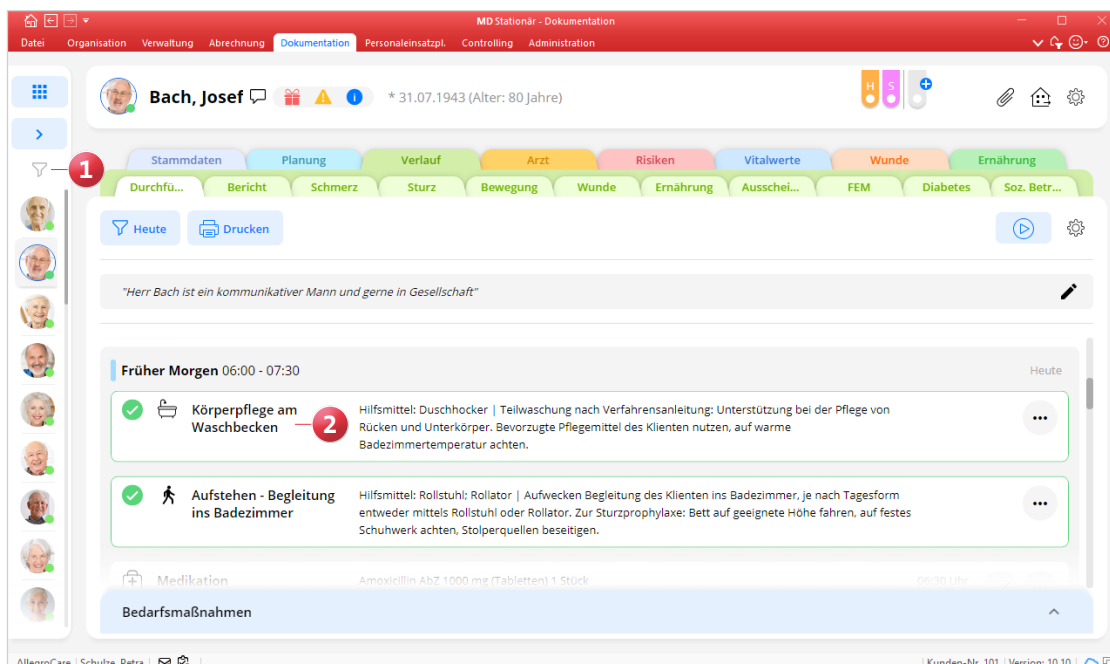 MD Stationär - Dokumentation
Datei Organisation Verwaltung Abrechnung Dokumentation Personaleinsatzpl. Controlling Administration
Bach, Josef * 31.07.1943 (Alter: 80 Jahre) H S
1
Stammdaten Planung Verlauf Arzt Risiken Vitalwerte Wunde Ernährung
Durchfü... Bericht Schmerz Sturz Bewegung Wunde Ernährung Ausschei... FEM Diabetes Soz. Betr...
Heute Drucken
"Herr Bach ist ein kommunikativer Mann und gerne in Gesellschaft"
Früher Morgen 06:00 - 07:30 Heute
Körperpflege am
Waschbecken
2
Hilfsmittel: Duschhocker | Teilwaschung nach Verfahrensanleitung: Unterstützung bei der Pflege von
Rücken und Unterkörper. Bevorzugte Pflegemittel des Klienten nutzen, auf warme
Badezimmertemperatur achten.
Aufstehen - Begleitung
ins Badezimmer
Hilfsmittel: Rollstuhl; Rollator | Aufwecken Begleitung des Klienten ins Badezimmer, je nach Tagesform
entweder mittels Rollstuhl oder Rollator. Zur Sturzprophylaxe: Bett auf geeignete Höhe fahren, auf festes
Schuhwerk achten, Stolperquellen beseitigen.
Medikation Amoxicillin AbZ 1000 mg (Tabletten) 1 Stück 06:30 Uhr
Bedarfsmaßnahmen
AllegroCare Schulze, Petra Kunden-Nr. 101 Version: 10.10